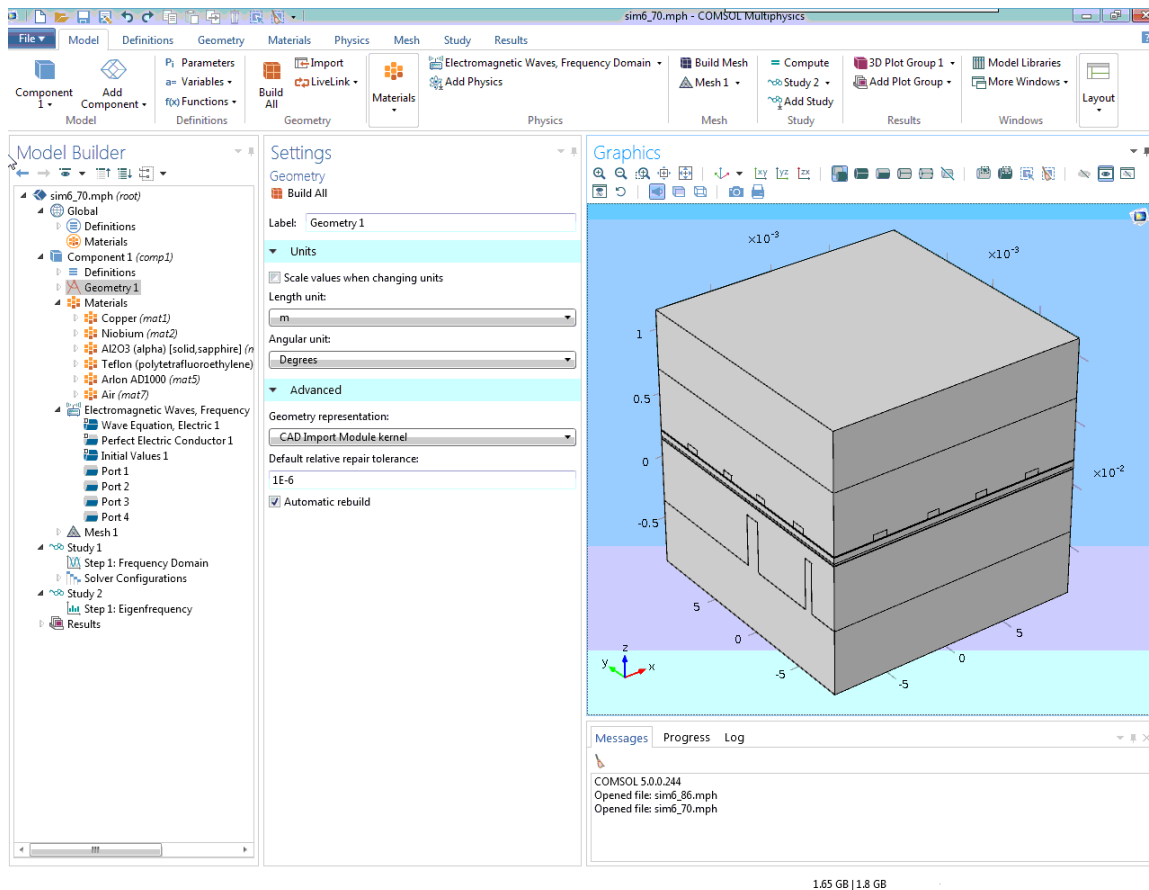 sim6_70.mph - COMSOL Multiphysics
File Model Definitions Geometry Materials Physics Mesh Study Results
Component 1 Add Component Model
Pi Parameters
a= Variables
f(x) Functions
Definitions
Build All Import LiveLink Geometry
Materials
Electromagnetic Waves, Frequency Domain
Add Physics
Physics
Build Mesh
Mesh 1
Mesh
= Compute
Study 2
Add Study
Study
3D Plot Group 1
Add Plot Group
Results
Model Libraries
More Windows
Windows
Layout
Model Builder
sim6_70.mph (root)
Global
Definitions
Materials
Component 1 (comp1)
Definitions
Geometry 1
Materials
Copper (mat1)
Niobium (mat2)
Al2O3 (alpha) [solid,sapphire] (m
Teflon (polytetrafluoroethylene)
Arlon AD1000 (mat5)
Air (mat7)
Electromagnetic Waves, Frequency
Wave Equation, Electric 1
Perfect Electric Conductor 1
Initial Values 1
Port 1
Port 2
Port 3
Port 4
Mesh 1
Study 1
Step 1: Frequency Domain
Solver Configurations
Study 2
Step 1: Eigenfrequency
Results
Settings
Geometry
Build All
Label: Geometry 1
Units
Scale values when changing units
Length unit:
m
Angular unit:
Degrees
Advanced
Geometry representation:
CAD Import Module kernel
Default relative repair tolerance:
1E-6
Automatic rebuild
Graphics
xy yz zx
×10⁻³
×10⁻³
1
0.5
0
×10⁻²
-0.5
5
5
0
0
-5
-5
z
y
x
Messages Progress Log
COMSOL 5.0.0.244
Opened file: sim6_86.mph
Opened file: sim6_70.mph
1.65 GB | 1.8 GB